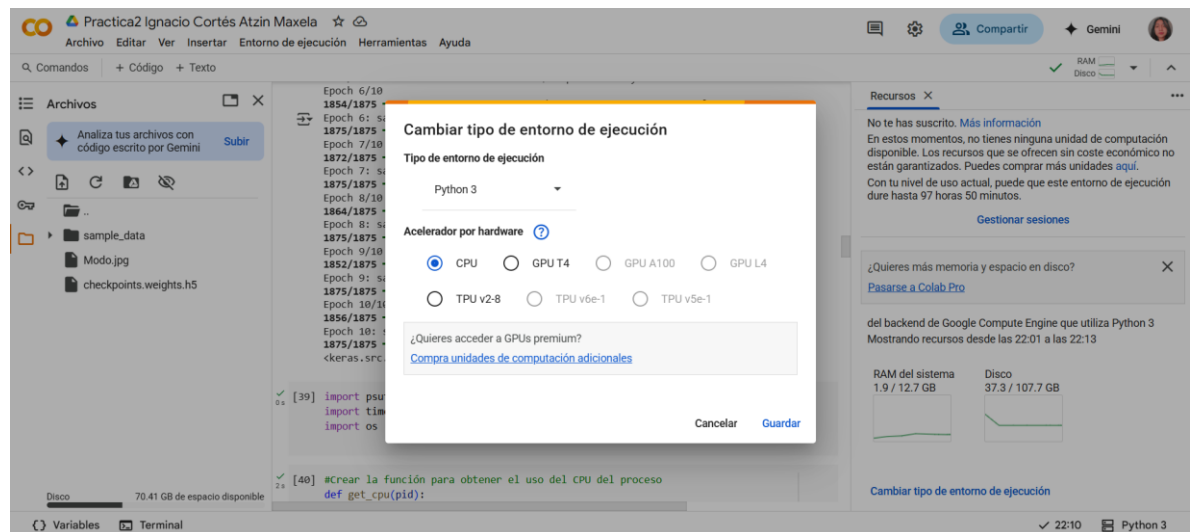 Practica2 Ignacio Cortés Atzin Maxela
Archivo Editar Ver Insertar Entorno de ejecución Herramientas Ayuda
Compartir
Gemini
Comandos + Código + Texto
RAM
Disco
Archivos
Analiza tus archivos con
código escrito por Gemini
Subir
..
sample_data
Modo.jpg
checkpoints.weights.h5
Disco 70.41 GB de espacio disponible
Epoch 6/10
1854/1875
Epoch 6: sa
1875/1875
Epoch 7/10
1872/1875
Epoch 7: sa
1875/1875
Epoch 8/10
1864/1875
Epoch 8: sa
1875/1875
Epoch 9/10
1852/1875
Epoch 9: sa
1875/1875
Epoch 10/10
1856/1875
Epoch 10: s
1875/1875
<keras.src.
[39] import psu
0 s
import tim
import os
[40] #Crear la función para obtener el uso del CPU del proceso
2 s
def get_cpu(pid):
Cambiar tipo de entorno de ejecución
Tipo de entorno de ejecución
Python 3
Acelerador por hardware ?
CPU GPU T4 GPU A100 GPU L4
TPU v2-8 TPU v6e-1 TPU v5e-1
¿Quieres acceder a GPUs premium?
Compra unidades de computación adicionales
Cancelar Guardar
Recursos
No te has suscrito. Más información
En estos momentos, no tienes ninguna unidad de computación
disponible. Los recursos que se ofrecen sin coste económico no
están garantizados. Puedes comprar más unidades aquí.
Con tu nivel de uso actual, puede que este entorno de ejecución
dure hasta 97 horas 50 minutos.
Gestionar sesiones
¿Quieres más memoria y espacio en disco?
Pasarse a Colab Pro
del backend de Google Compute Engine que utiliza Python 3
Mostrando recursos desde las 22:01 a las 22:13
RAM del sistema
1.9 / 12.7 GB
Disco
37.3 / 107.7 GB
Cambiar tipo de entorno de ejecución
Variables Terminal
22:10 Python 3